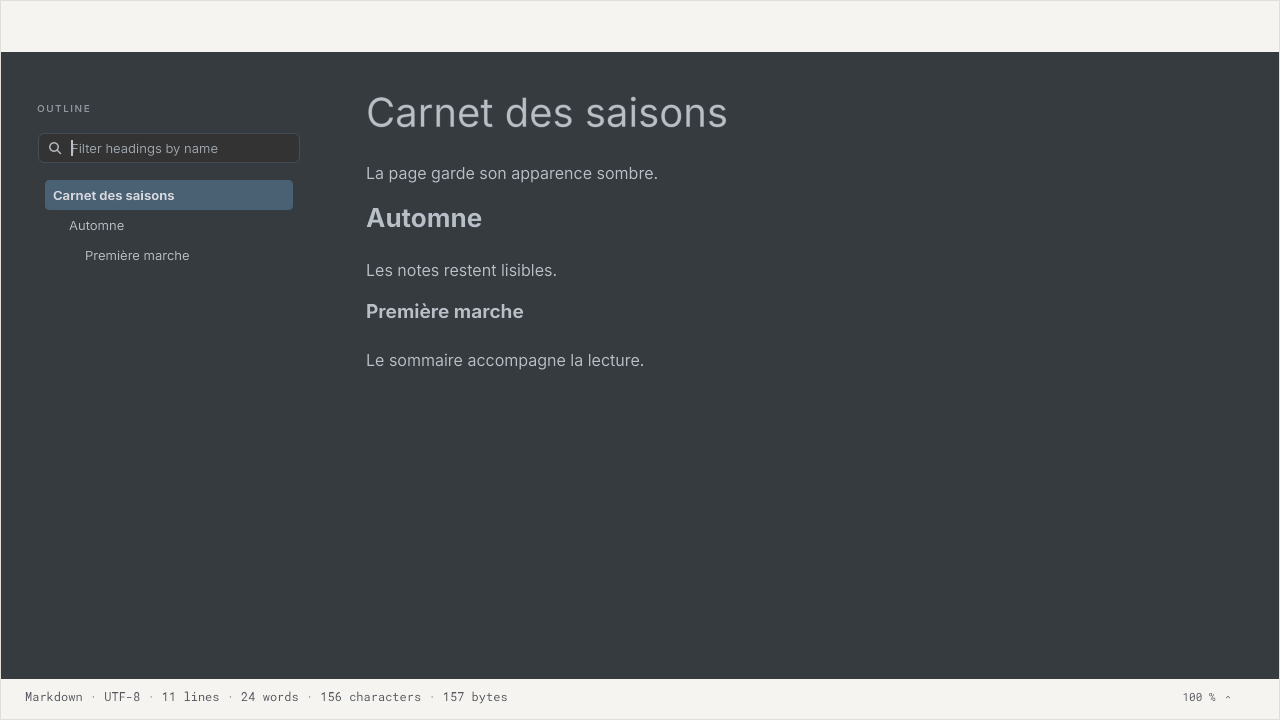 OUTLINE
Filter headings by name
Carnet des saisons
Automne
Première marche
Carnet des saisons
La page garde son apparence sombre.
Automne
Les notes restent lisibles.
Première marche
Le sommaire accompagne la lecture.
Markdown · UTF-8 · 11 lines · 24 words · 156 characters · 157 bytes
100 %